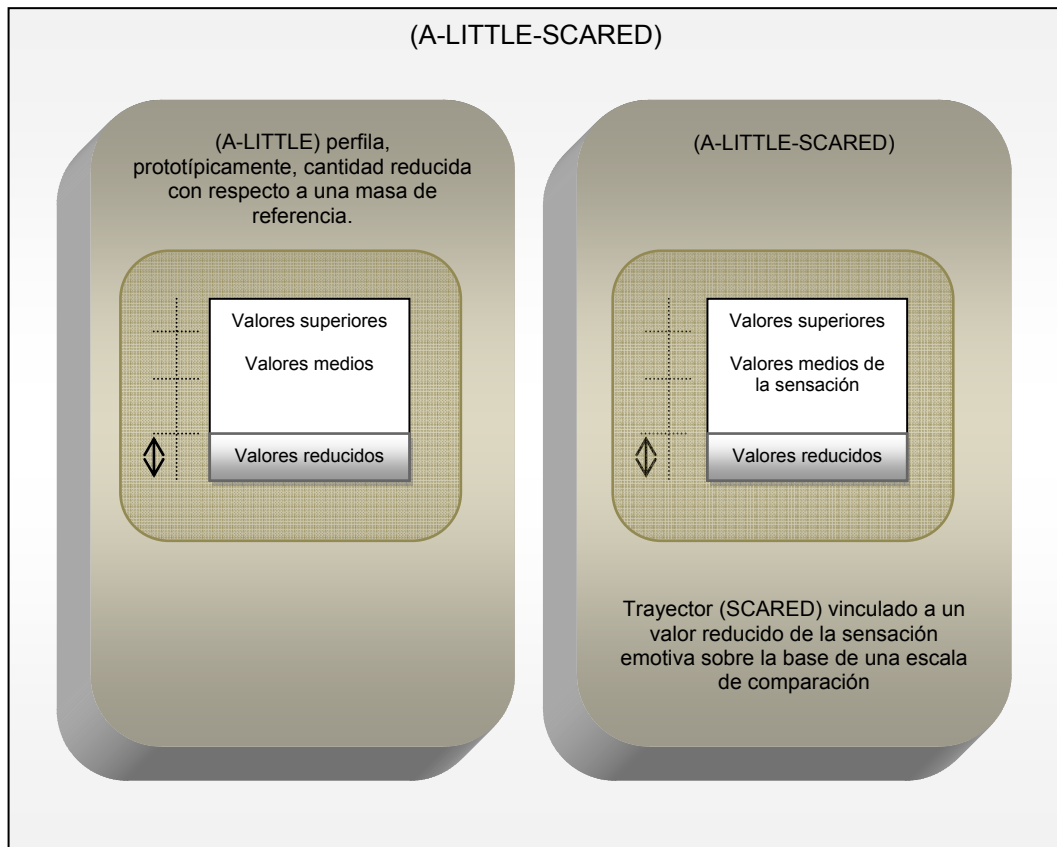 (A-LITTLE-SCARED)
(A-LITTLE) perfila,
prototípicamente, cantidad reducida
con respecto a una masa de
referencia.
Valores superiores
Valores medios
Valores reducidos
(A-LITTLE-SCARED)
Valores superiores
Valores medios de
la sensación
Valores reducidos
Trayector (SCARED) vinculado a un
valor reducido de la sensación
emotiva sobre la base de una escala
de comparación